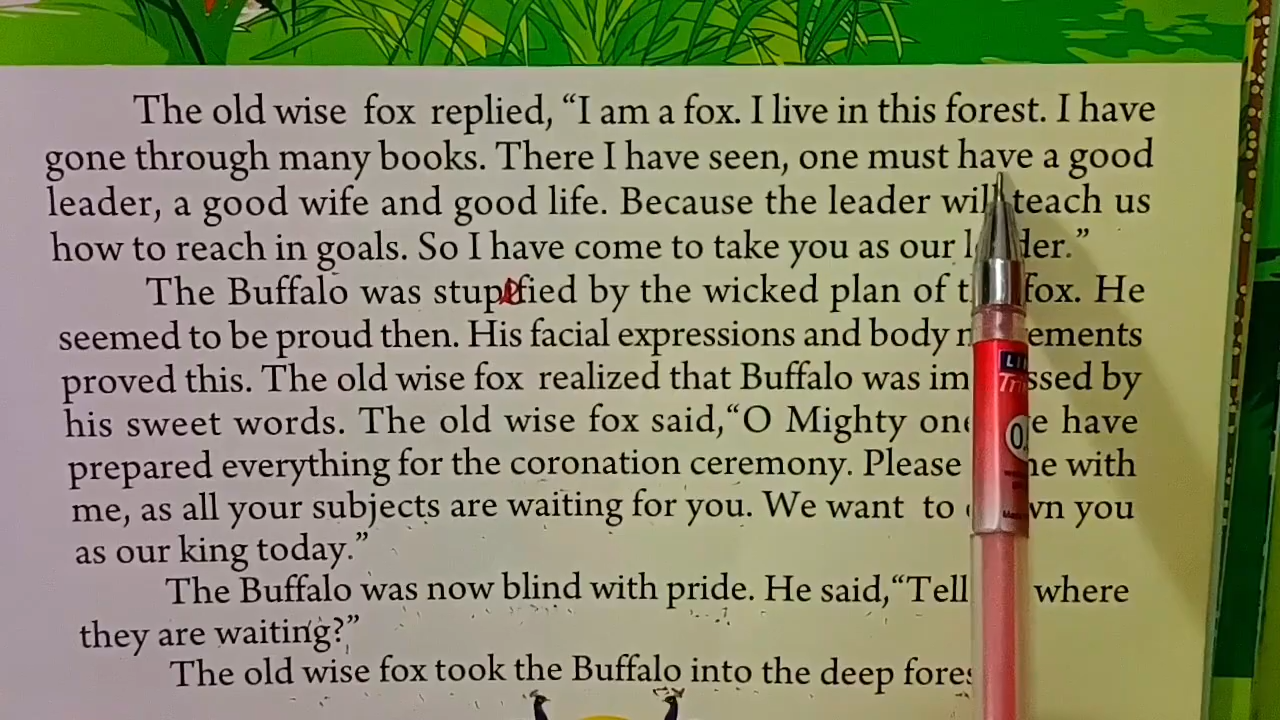 The old wise fox replied, “I am a fox. I live in this forest. I have
gone through many books. There I have seen, one must have a good
leader, a good wife and good life. Because the leader will teach us
how to reach in goals. So I have come to take you as our der.”
The Buffalo was stupefied by the wicked plan of fox. He
seemed to be proud then. His facial expressions and body ements
proved this. The old wise fox realized that Buffalo was im ssed by
his sweet words. The old wise fox said,“O Mighty one have
prepared everything for the coronation ceremony. Please with
me, as all your subjects are waiting for you. We want to you
as our king today.”
The Buffalo was now blind with pride. He said,“Tell where
they are waiting?”
The old wise fox took the Buffalo into the deep fores